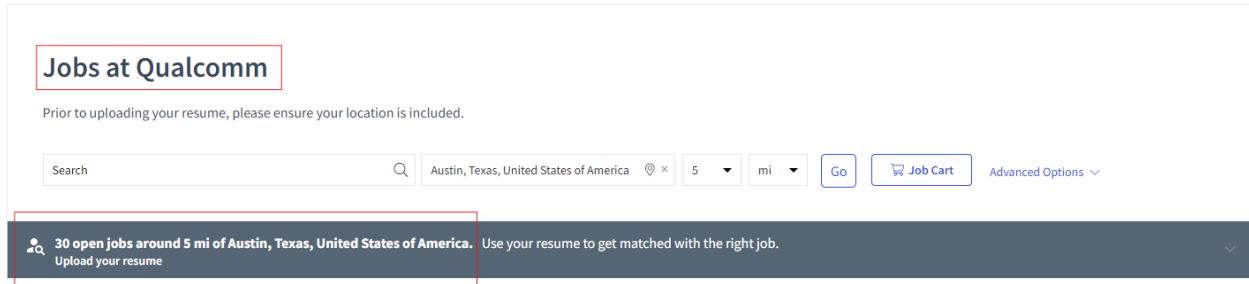 Jobs at Qualcomm
Prior to uploading your resume, please ensure your location is included.
Search Austin, Texas, United States of America × 5 mi Go Job Cart Advanced Options
30 open jobs around 5 mi of Austin, Texas, United States of America. Use your resume to get matched with the right job.
Upload your resume